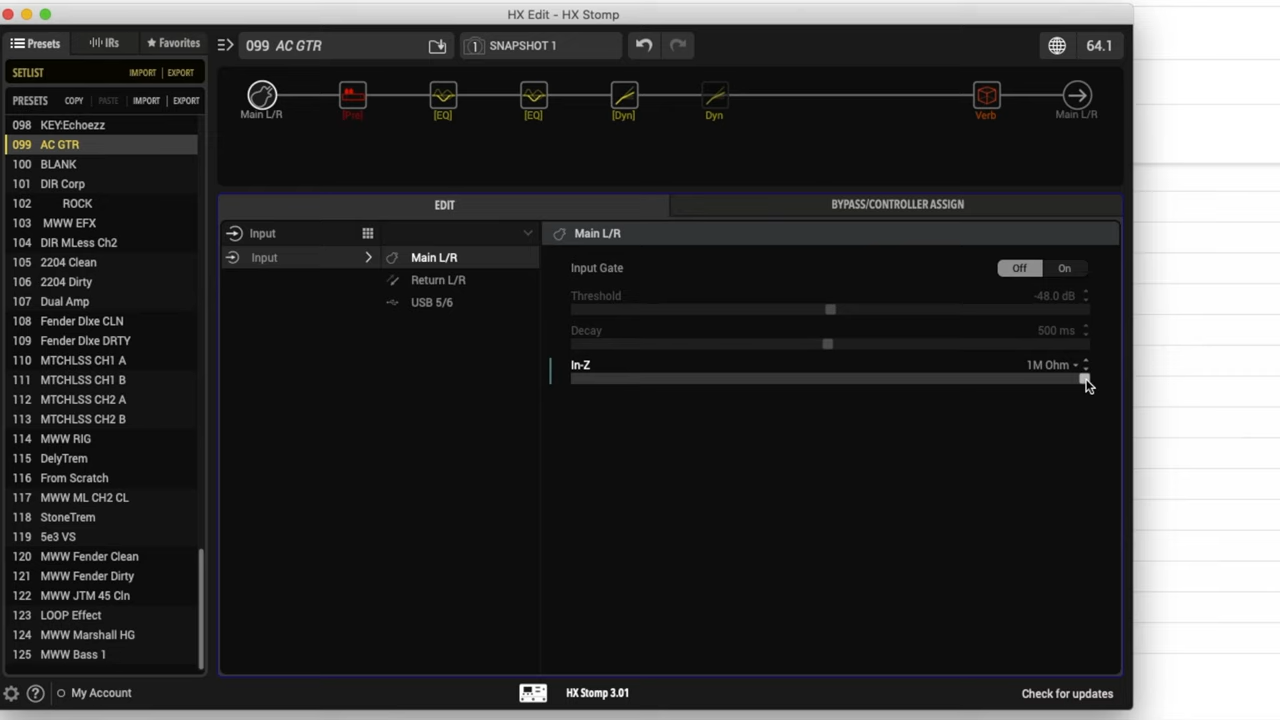 HX Edit - HX Stomp
Presets IRs Favorites
099 AC GTR
1 SNAPSHOT 1
64.1
SETLIST IMPORT | EXPORT
PRESETS COPY PASTE IMPORT EXPORT
098 KEY:Echoezz
099 AC GTR
100 BLANK
101 DIR Corp
102 ROCK
103 MWW EFX
104 DIR MLess Ch2
105 2204 Clean
106 2204 Dirty
107 Dual Amp
108 Fender Dlxe CLN
109 Fender Dlxe DRTY
110 MTCHLSS CH1 A
111 MTCHLSS CH1 B
112 MTCHLSS CH2 A
113 MTCHLSS CH2 B
114 MWW RIG
115 DelyTrem
116 From Scratch
117 MWW ML CH2 CL
118 StoneTrem
119 5e3 VS
120 MWW Fender Clean
121 MWW Fender Dirty
122 MWW JTM 45 Cln
123 LOOP Effect
124 MWW Marshall HG
125 MWW Bass 1
Main L/R [Pre] [EQ] [EQ] [Dyn] Dyn Verb Main L/R
EDIT BYPASS/CONTROLLER ASSIGN
Input
Input
Main L/R
Return L/R
USB 5/6
Main L/R
Input Gate Off On
Threshold -48.0 dB
Decay 500 ms
In-Z 1M Ohm
? My Account
HX Stomp 3.01
Check for updates